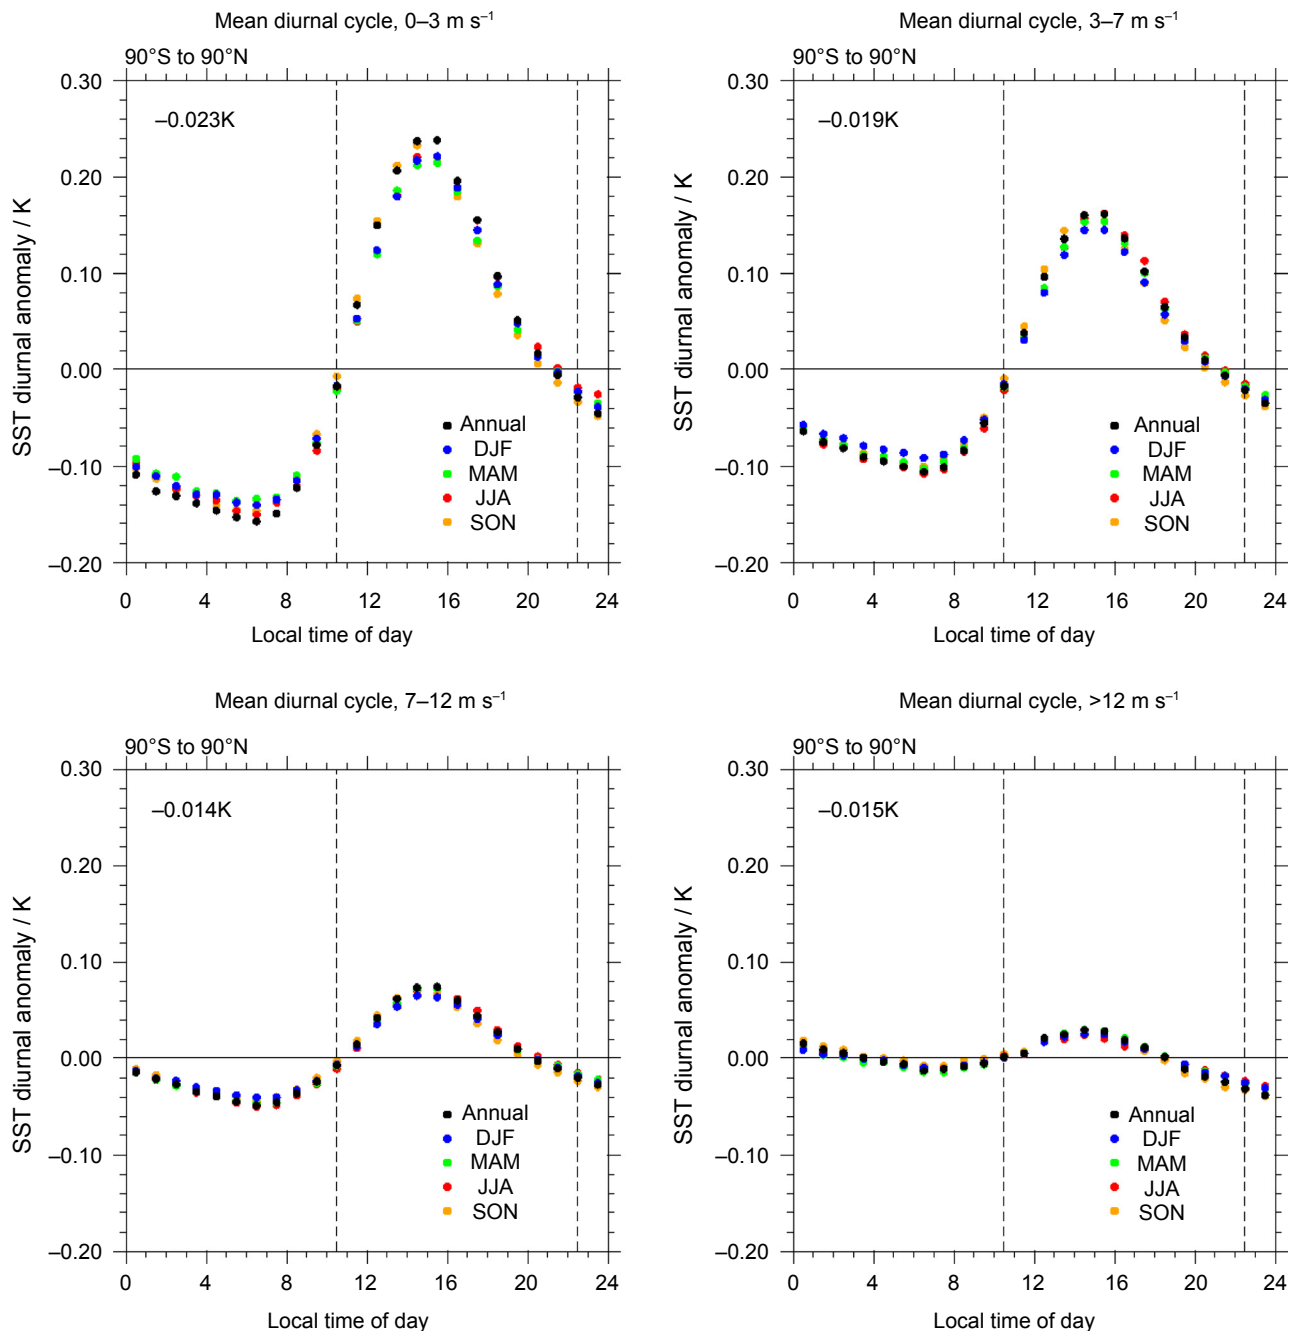 Mean diurnal cycle, 0–3 m s⁻¹
90°S to 90°N
–0.023K
0.30
0.20
0.10
0.00
–0.10
–0.20
SST diurnal anomaly / K
Annual
DJF
MAM
JJA
SON
0 4 8 12 16 20 24
Local time of day
Mean diurnal cycle, 3–7 m s⁻¹
90°S to 90°N
–0.019K
0.30
0.20
0.10
0.00
–0.10
–0.20
SST diurnal anomaly / K
Annual
DJF
MAM
JJA
SON
0 4 8 12 16 20 24
Local time of day
Mean diurnal cycle, 7–12 m s⁻¹
90°S to 90°N
–0.014K
0.30
0.20
0.10
0.00
–0.10
–0.20
SST diurnal anomaly / K
Annual
DJF
MAM
JJA
SON
0 4 8 12 16 20 24
Local time of day
Mean diurnal cycle, >12 m s⁻¹
90°S to 90°N
–0.015K
0.30
0.20
0.10
0.00
–0.10
–0.20
SST diurnal anomaly / K
Annual
DJF
MAM
JJA
SON
0 4 8 12 16 20 24
Local time of day